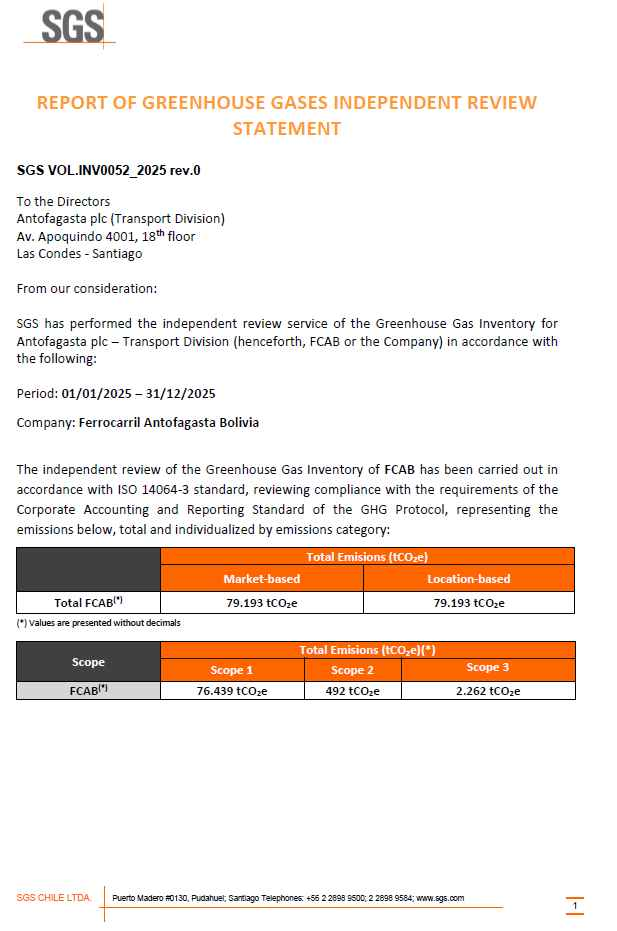 SGS
REPORT OF GREENHOUSE GASES INDEPENDENT REVIEW
STATEMENT
SGS VOL.INV0052_2025 rev.0
To the Directors
Antofagasta plc (Transport Division)
Av. Apoquindo 4001, 18th floor
Las Condes - Santiago
From our consideration:
SGS has performed the independent review service of the Greenhouse Gas Inventory for
Antofagasta plc – Transport Division (henceforth, FCAB or the Company) in accordance with
the following:
Period: 01/01/2025 – 31/12/2025
Company: Ferrocarril Antofagasta Bolivia
The independent review of the Greenhouse Gas Inventory of FCAB has been carried out in
accordance with ISO 14064-3 standard, reviewing compliance with the requirements of the
Corporate Accounting and Reporting Standard of the GHG Protocol, representing the
emissions below, total and individualized by emissions category:
Total Emisions (tCO₂e)
Market-based Location-based
Total FCAB(*) 79.193 tCO₂e 79.193 tCO₂e
(*) Values are presented without decimals
Scope Total Emisions (tCO₂e)(*)
Scope 1 Scope 2 Scope 3
FCAB(*) 76.439 tCO₂e 492 tCO₂e 2.262 tCO₂e
SGS CHILE LTDA. Puerto Madero #0130, Pudahuel; Santiago Telephones: +56 2 2898 9500; 2 2898 9584; www.sgs.com
1